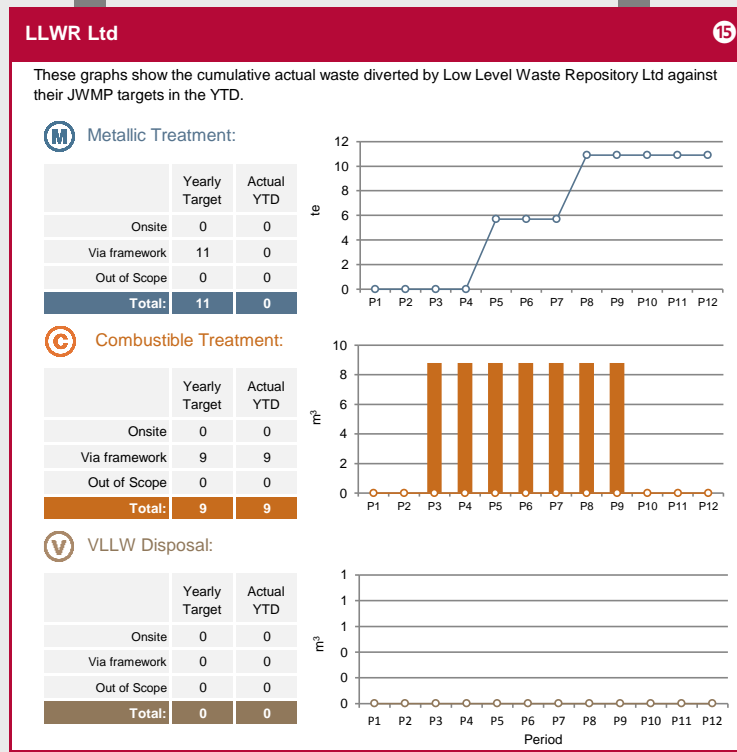 LLWR Ltd
15
These graphs show the cumulative actual waste diverted by Low Level Waste Repository Ltd against
their JWMP targets in the YTD.
M Metallic Treatment:
Yearly Target Actual YTD
Onsite 0 0
Via framework 11 0
Out of Scope 0 0
Total: 11 0
te
12
10
8
6
4
2
0
P1 P2 P3 P4 P5 P6 P7 P8 P9 P10 P11 P12
C Combustible Treatment:
Yearly Target Actual YTD
Onsite 0 0
Via framework 9 9
Out of Scope 0 0
Total: 9 9
m³
10
8
6
4
2
0
P1 P2 P3 P4 P5 P6 P7 P8 P9 P10 P11 P12
V VLLW Disposal:
Yearly Target Actual YTD
Onsite 0 0
Via framework 0 0
Out of Scope 0 0
Total: 0 0
m³
1
1
1
0
0
0
P1 P2 P3 P4 P5 P6 P7 P8 P9 P10 P11 P12
Period